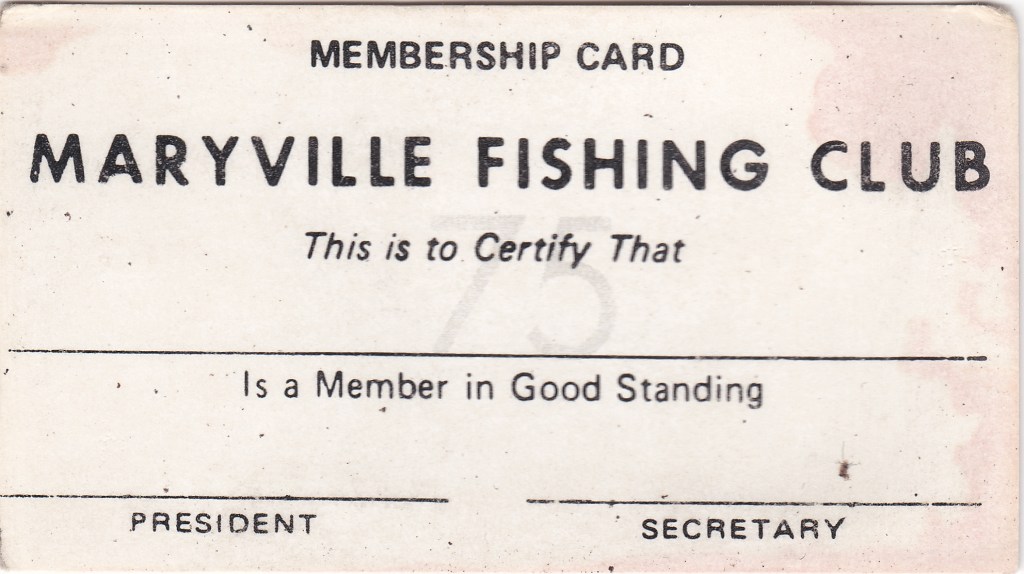 MEMBERSHIP CARD
MARYVILLE FISHING CLUB
75
This is to Certify That
Is a Member in Good Standing
PRESIDENT SECRETARY